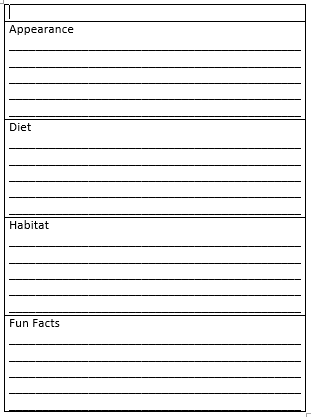 Appearance
Diet
Habitat
Fun Facts